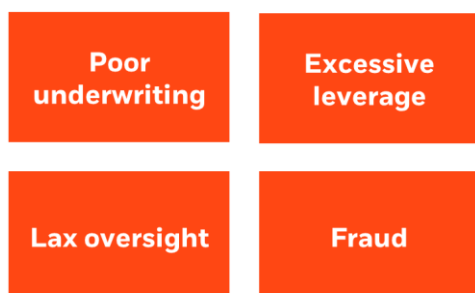 Poor
underwriting
Excessive
leverage
Lax oversight
Fraud